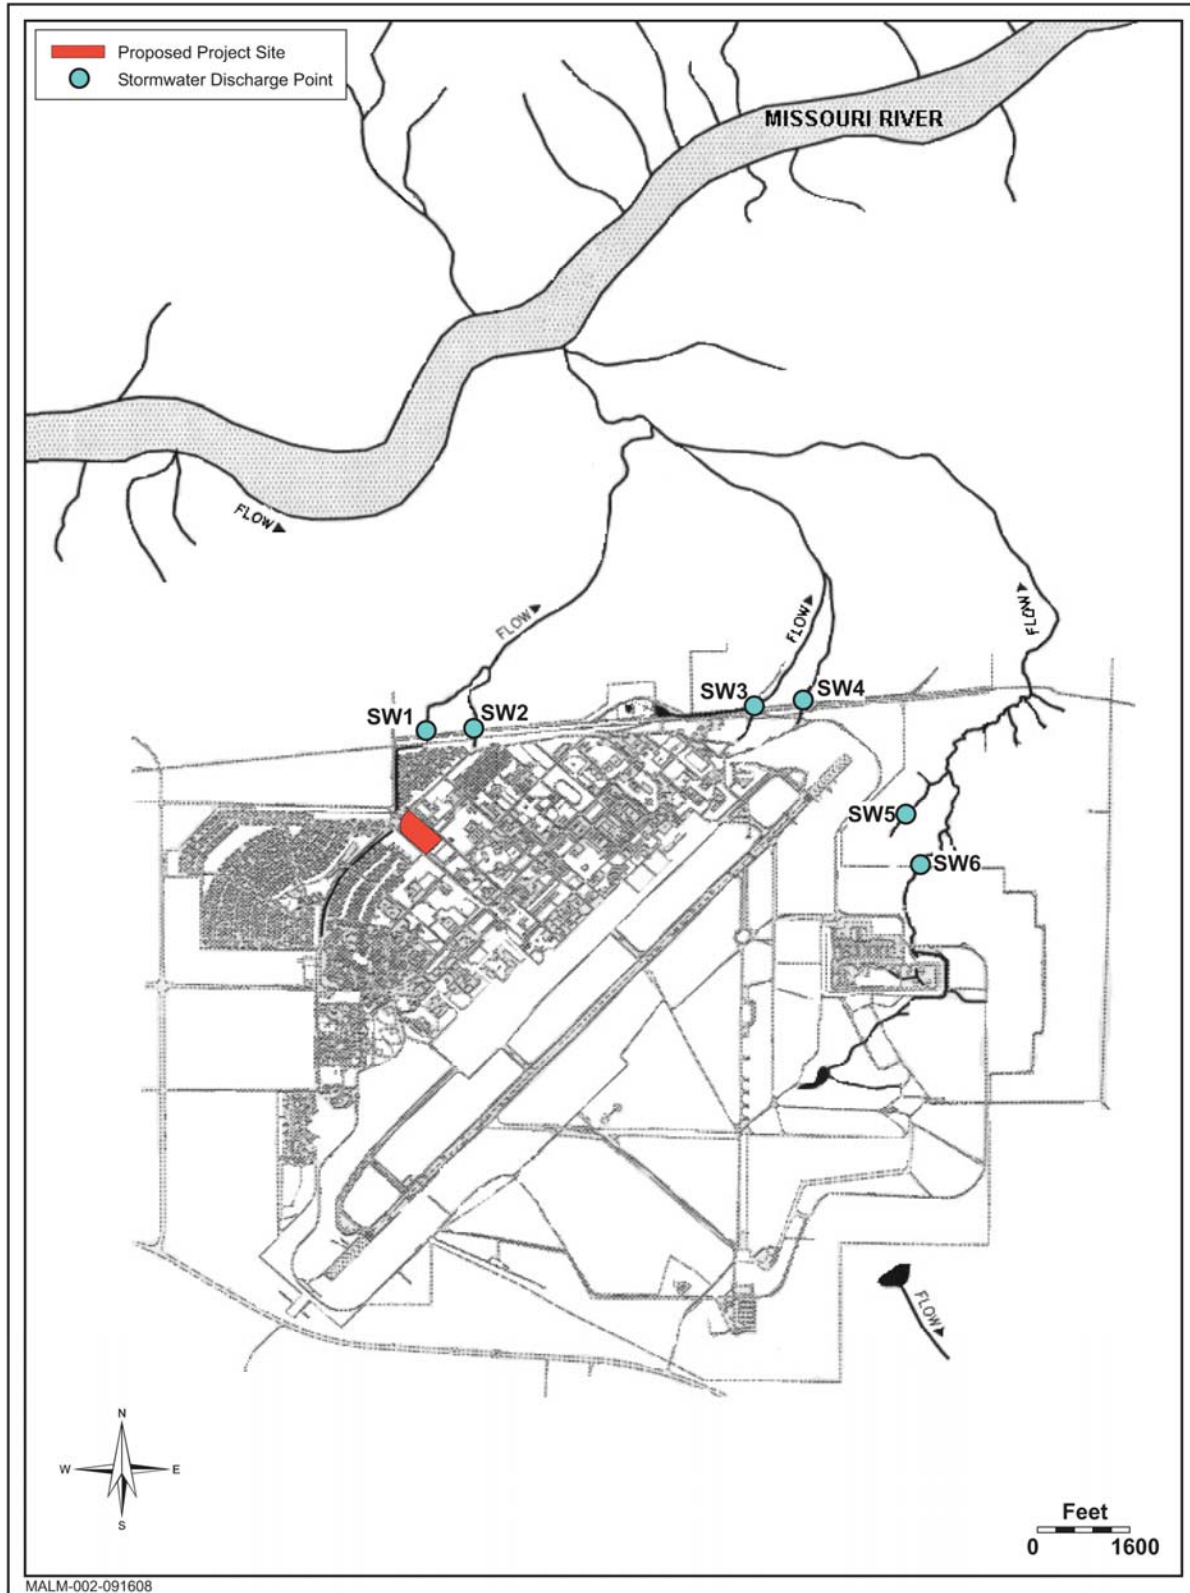 Proposed Project Site
Stormwater Discharge Point
MISSOURI RIVER
FLOW
FLOW
FLOW
FLOW
SW1
SW2
SW3
SW4
SW5
SW6
FLOW
N
W E
S
Feet
0 1600
MALM-002-091608